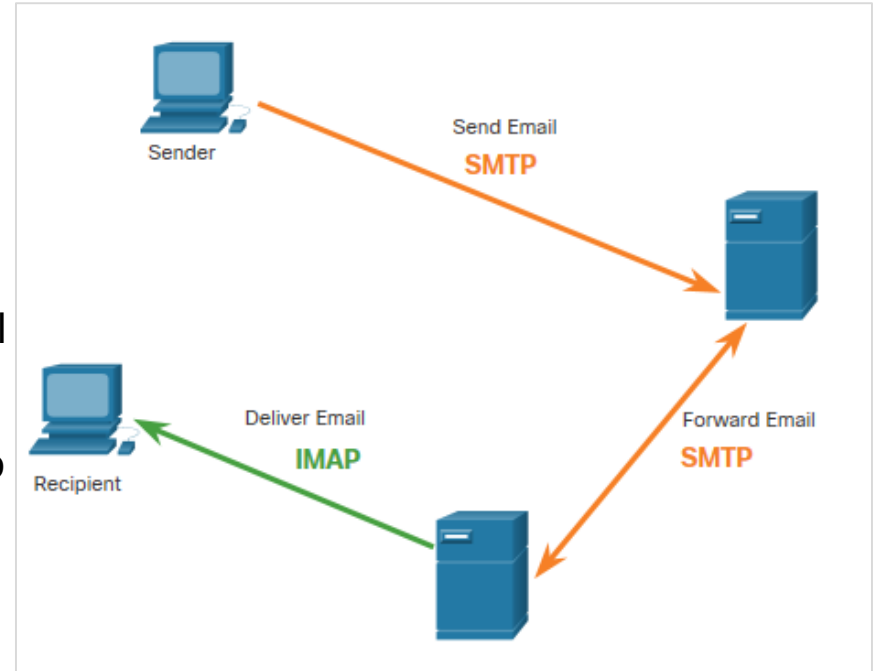 Send Email
SMTP
Sender
Deliver Email
IMAP
Forward Email
SMTP
Recipient